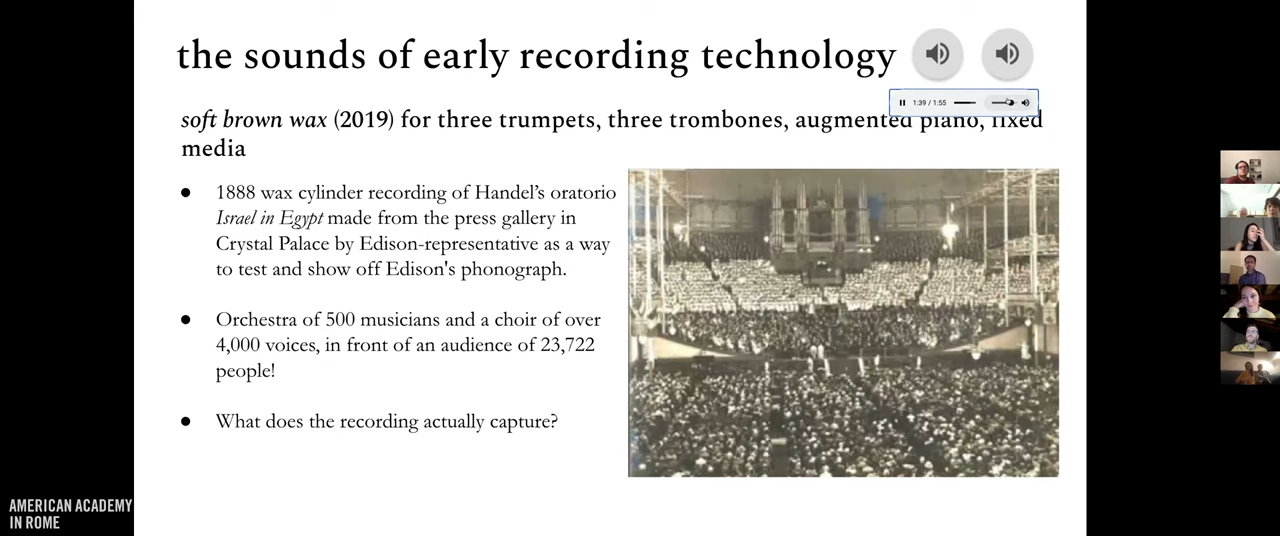 the sounds of early recording technology
1:39 / 1:55
soft brown wax (2019) for three trumpets, three trombones, augmented piano, fixed
media
● 1888 wax cylinder recording of Handel’s oratorio
Israel in Egypt made from the press gallery in
Crystal Palace by Edison-representative as a way
to test and show off Edison's phonograph.
● Orchestra of 500 musicians and a choir of over
4,000 voices, in front of an audience of 23,722
people!
● What does the recording actually capture?
AMERICAN ACADEMY
IN ROME